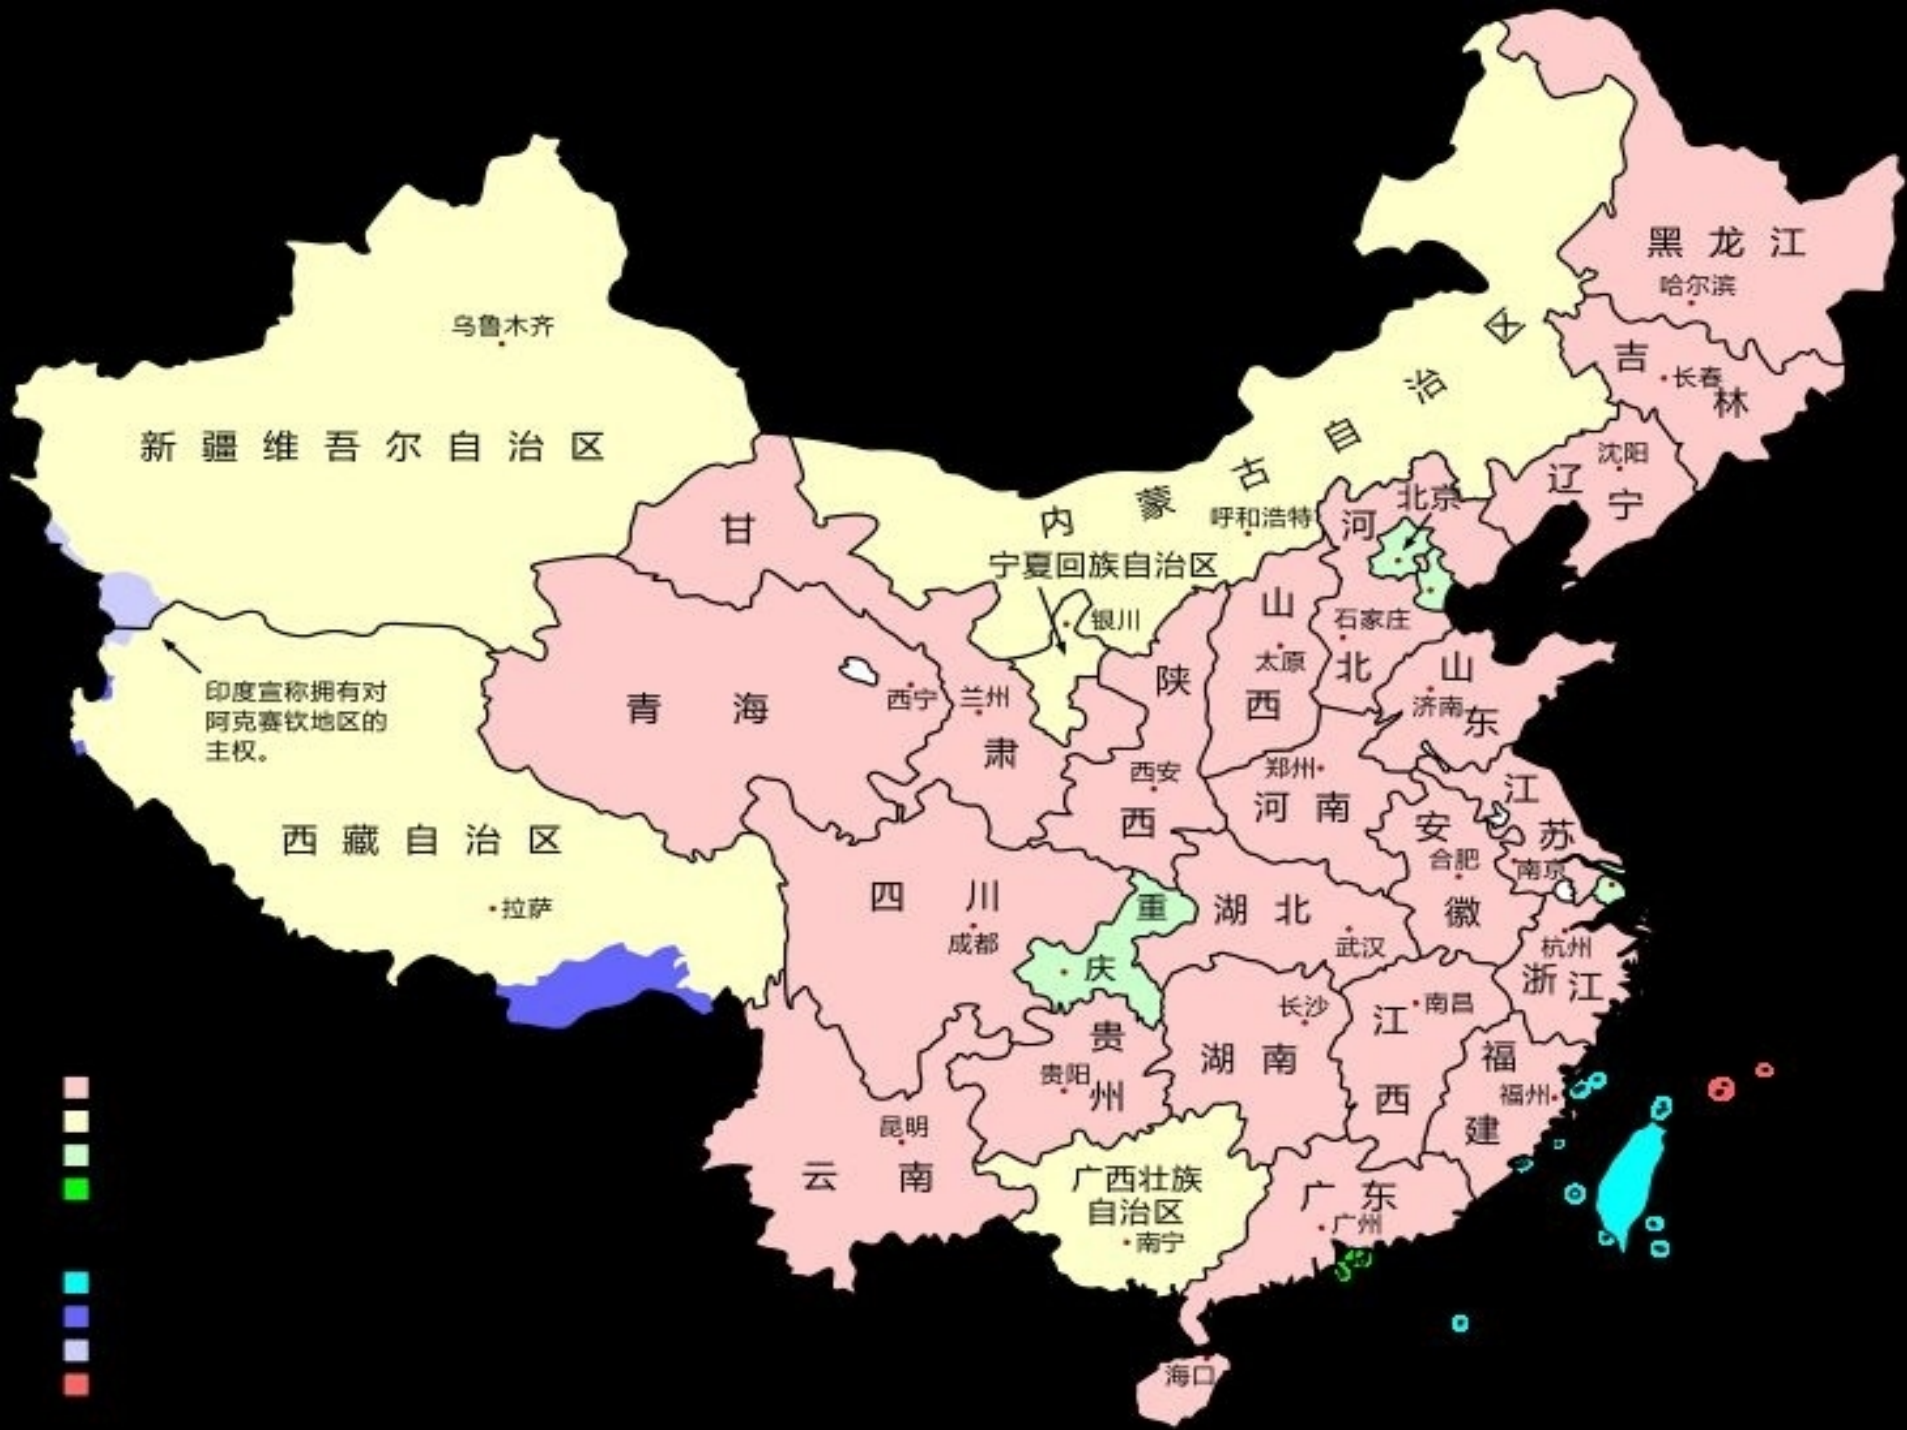 黑龙江
哈尔滨
乌鲁木齐
吉林
长春
新疆维吾尔自治区
内蒙古自治区
呼和浩特
沈阳
辽宁
北京
甘肃
河北
宁夏回族自治区
银川
山西
石家庄
太原
陕西
山东
济南
青海
西宁
兰州
印度宣称拥有对
阿克赛钦地区的
主权。
西安
郑州
河南
江苏
安徽
合肥
南京
西藏自治区
拉萨
四川
成都
重庆
湖北
武汉
杭州
浙江
长沙
湖南
江西
南昌
贵州
贵阳
福建
福州
昆明
云南
广西壮族
自治区
南宁
广东
广州
海口